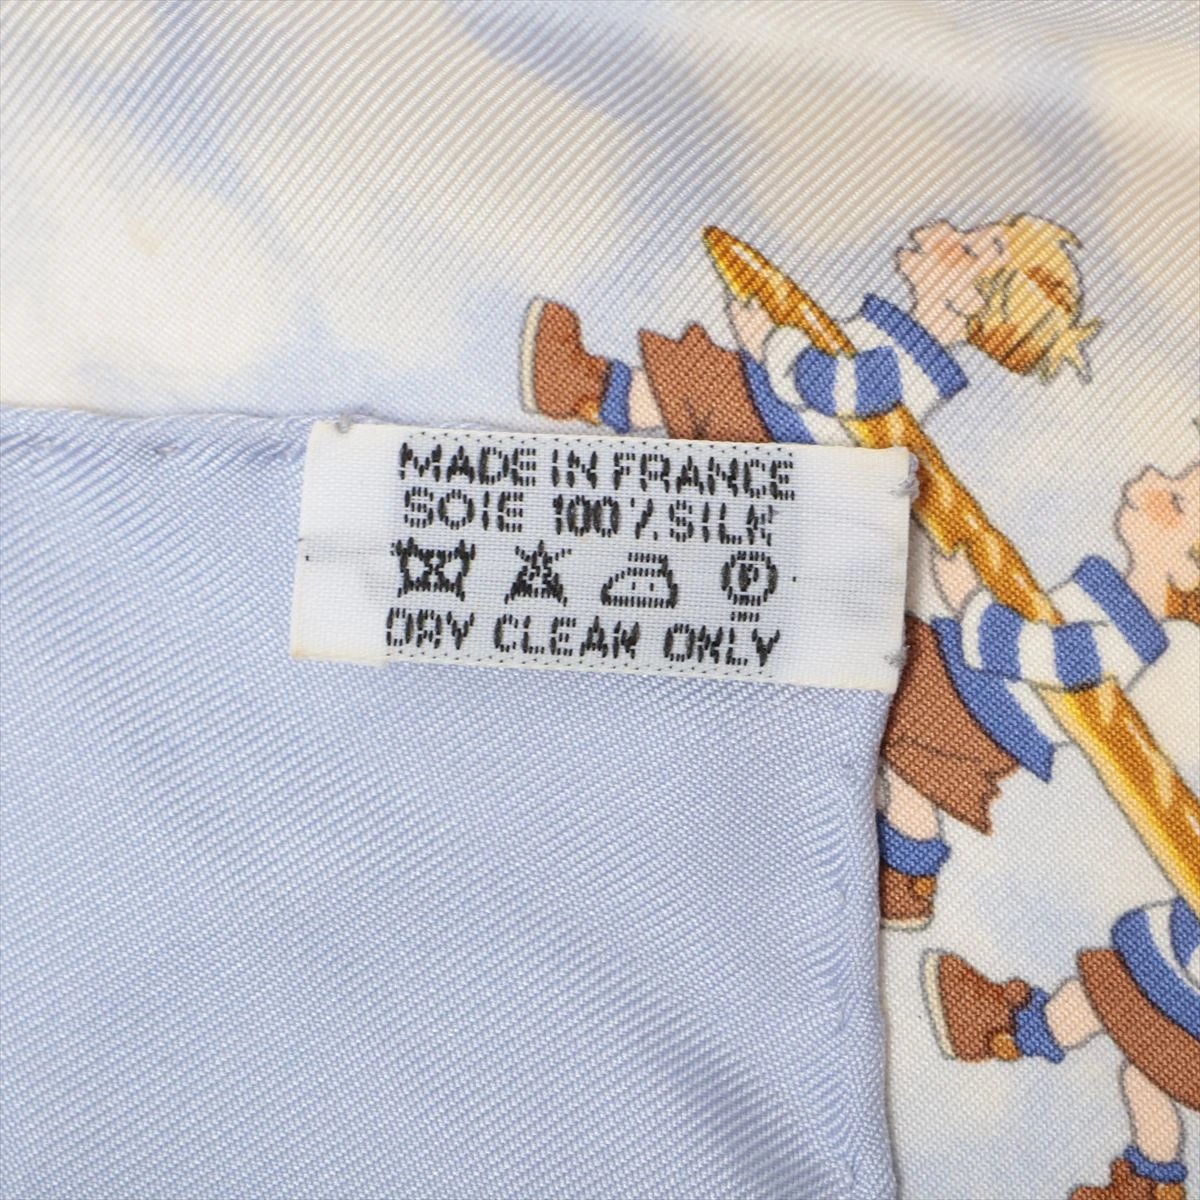 MADE IN FRANCE
SOIE 100% SILK
P
DRY CLEAN ONLY